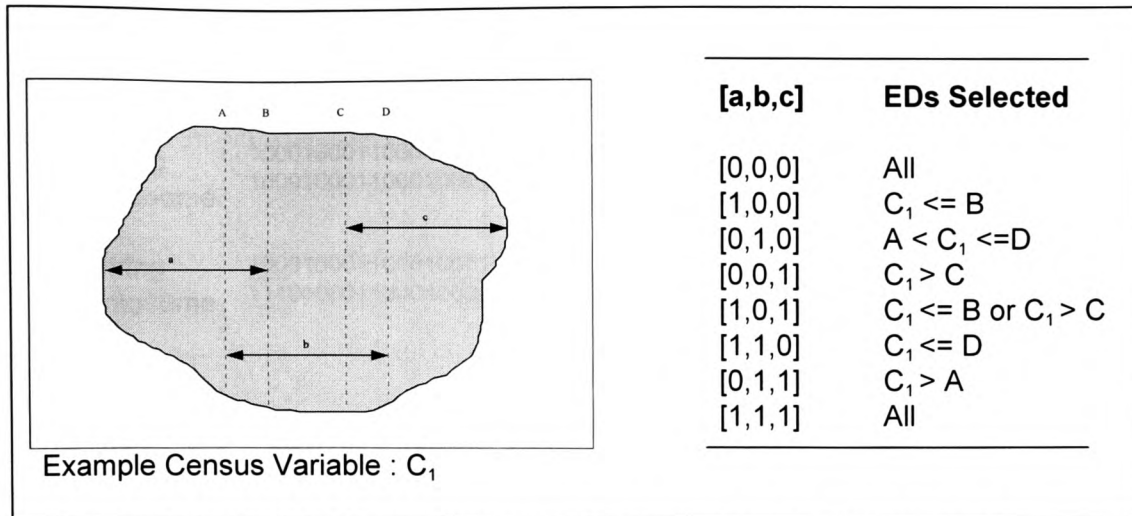 A B C D
c
a
b
Example Census Variable : C₁
[a,b,c] EDs Selected
[0,0,0] All
[1,0,0] C₁ <= B
[0,1,0] A < C₁ <=D
[0,0,1] C₁ > C
[1,0,1] C₁ <= B or C₁ > C
[1,1,0] C₁ <= D
[0,1,1] C₁ > A
[1,1,1] All